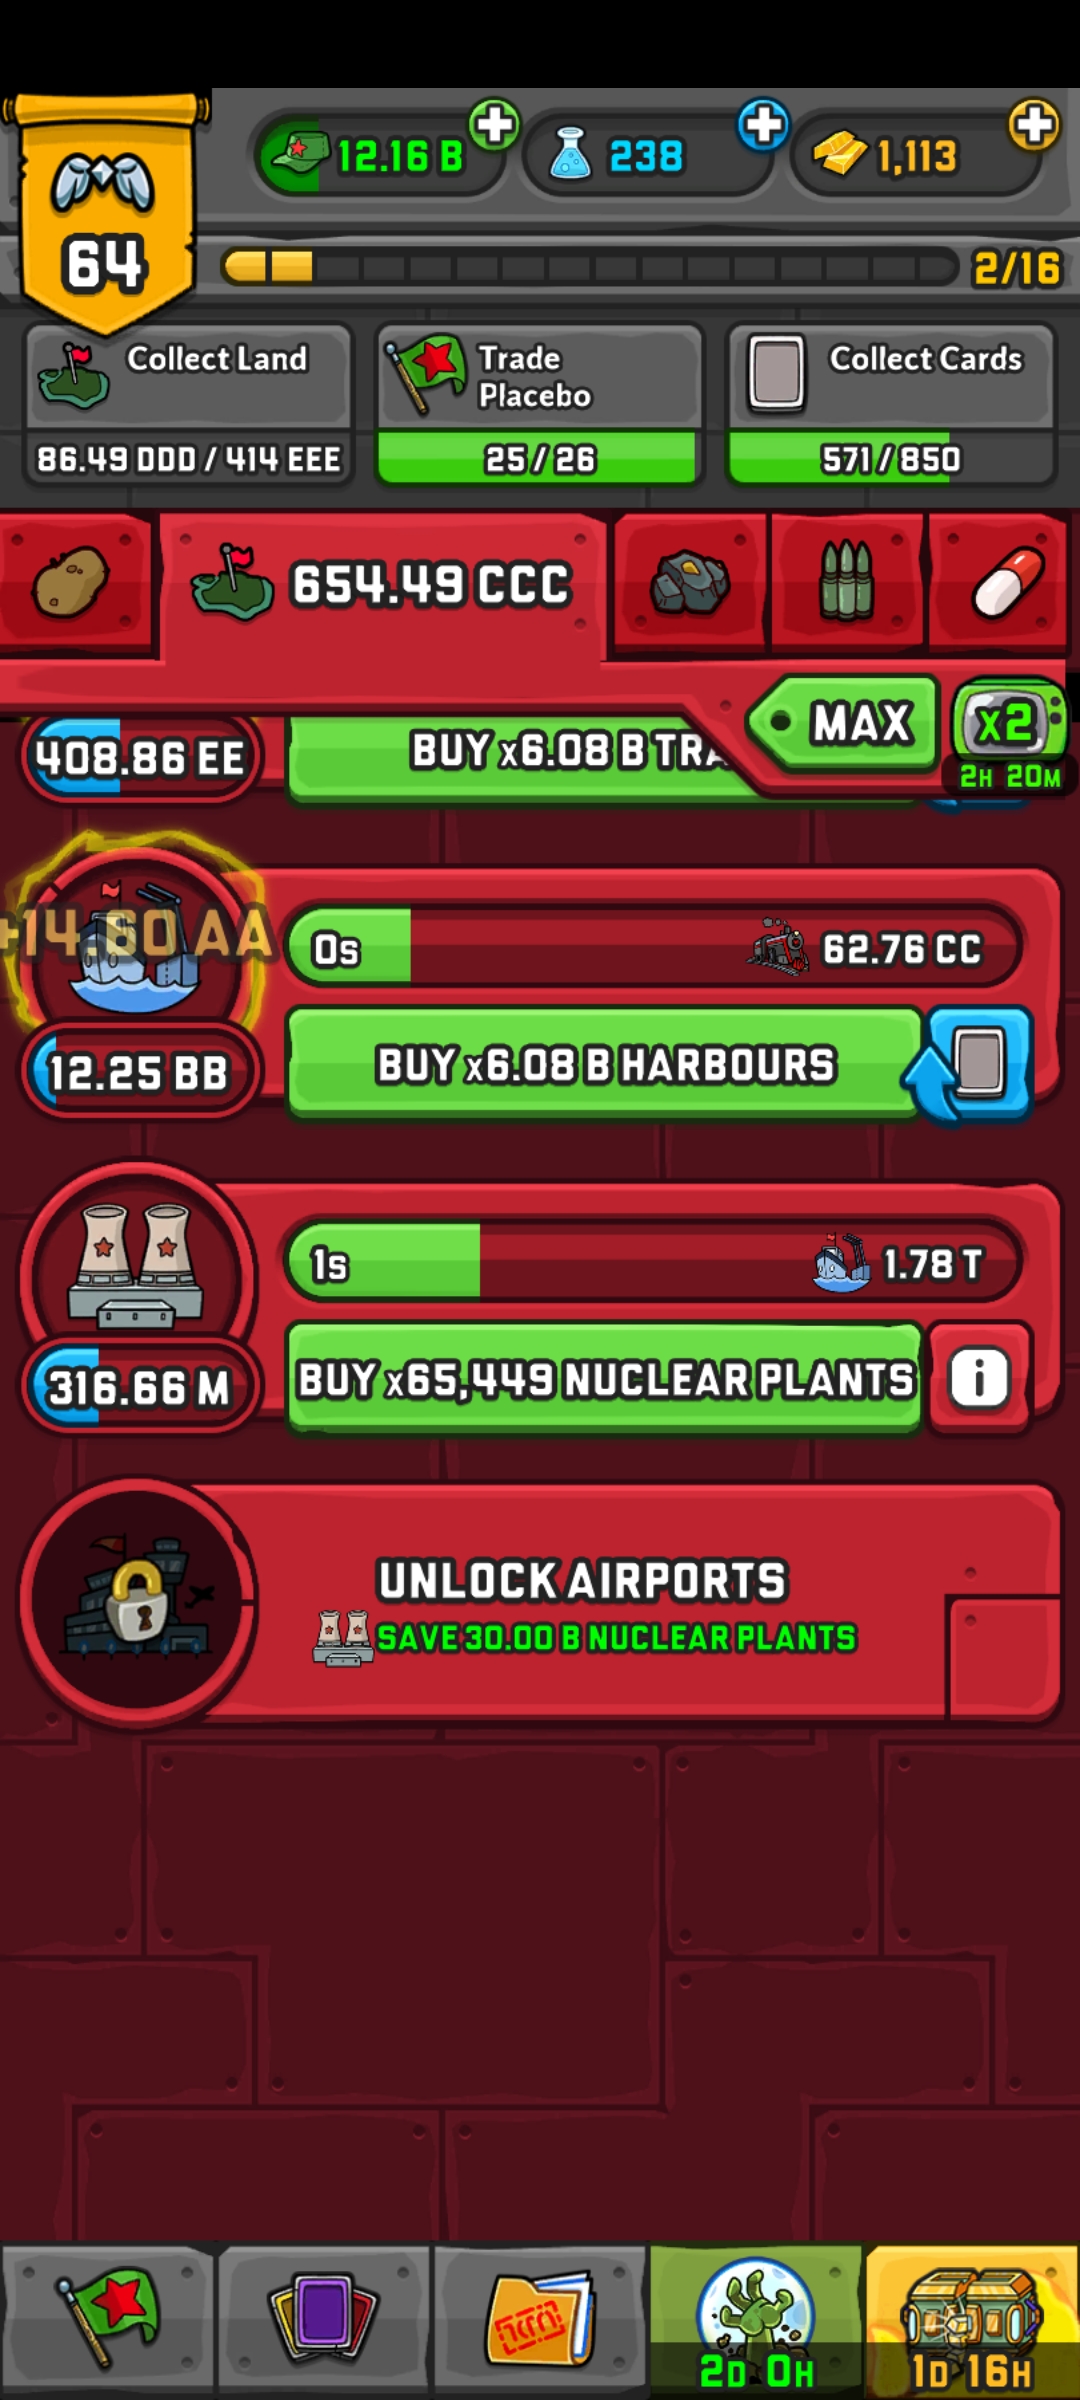 12.16 B
238
1,113
64
2/16
Collect Land
86.49 DDD / 414 EEE
Trade
Placebo
25 / 26
Collect Cards
571 / 850
654.49 CCC
MAX
x2
2H 20M
408.86 EE
BUY x6.08 B
+14.60 AA
0s
62.76 CC
12.25 BB
BUY x6.08 B HARBOURS
1s
1.78 T
316.66 M
BUY x65,449 NUCLEAR PLANTS
i
UNLOCK AIRPORTS
SAVE 30.00 B NUCLEAR PLANTS
2D 0H
1D 16H